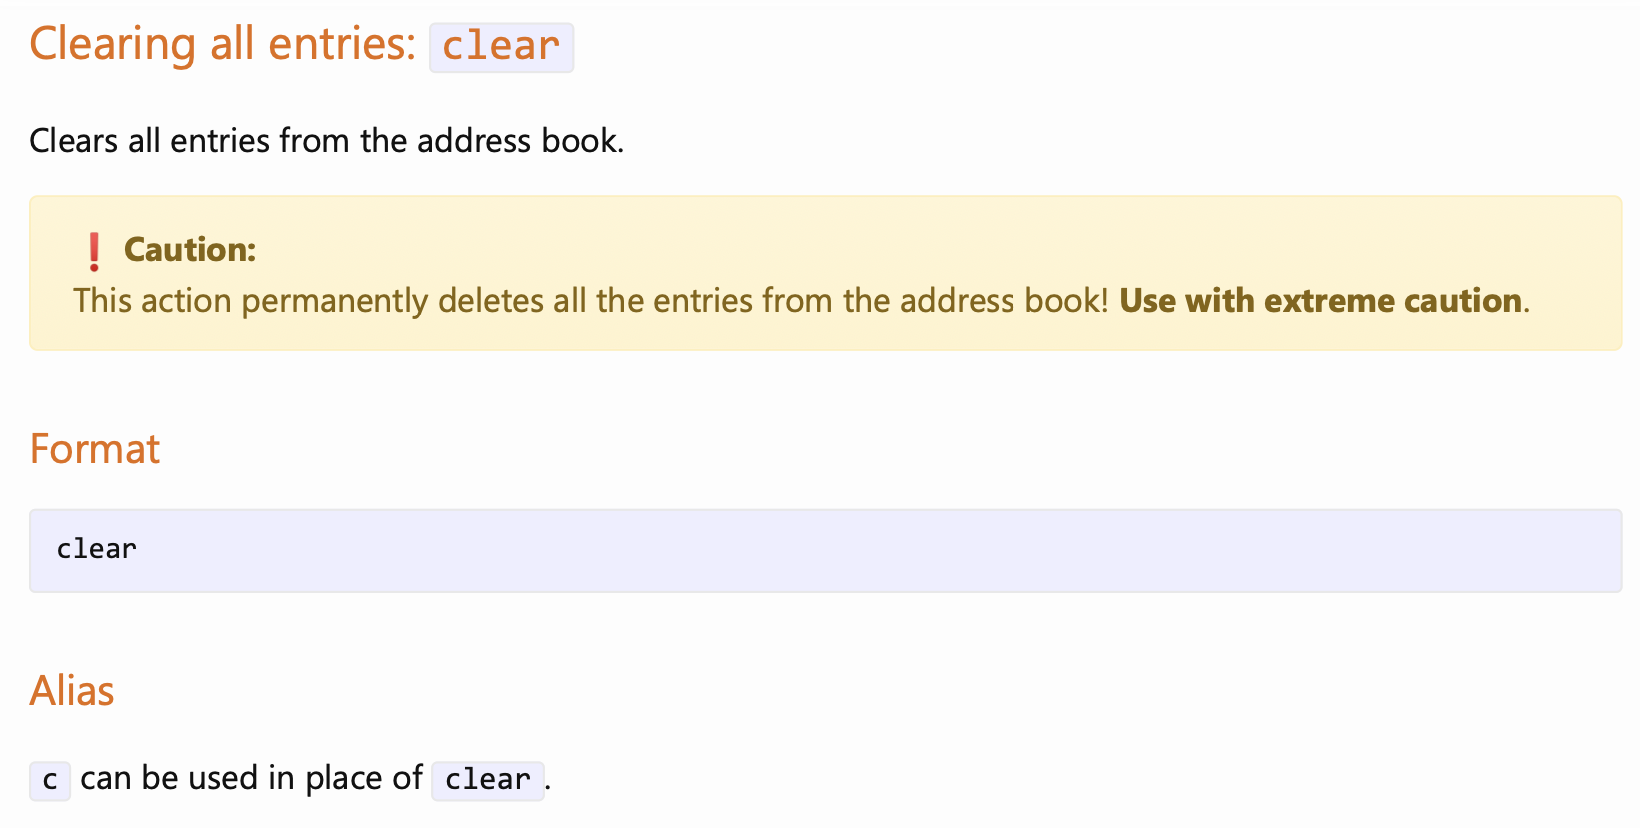 Clearing all entries: clear
Clears all entries from the address book.
❗ Caution:
This action permanently deletes all the entries from the address book! Use with extreme caution.
Format
clear
Alias
c can be used in place of clear.